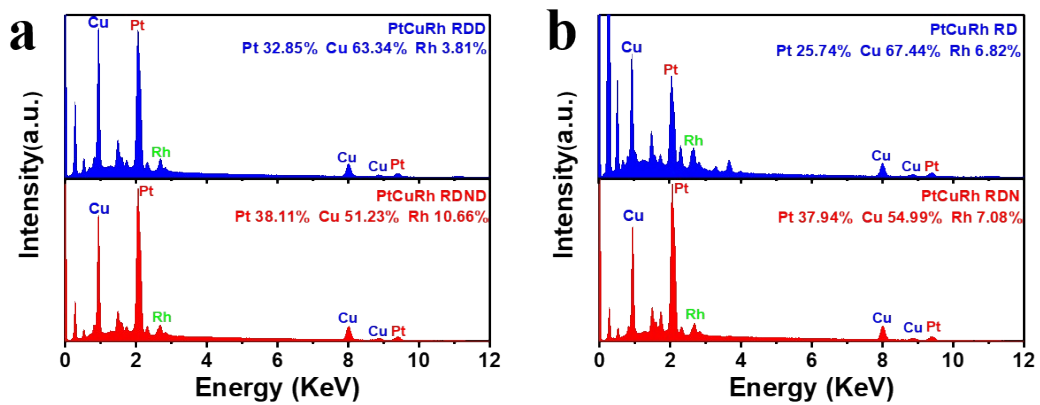 a
Intensity(a.u.)
Cu
Pt
PtCuRh RDD
Pt 32.85% Cu 63.34% Rh 3.81%
Rh
Cu
Cu
Pt
Pt
PtCuRh RDND
Cu
Pt 38.11% Cu 51.23% Rh 10.66%
Rh
Cu
Cu
Pt
0 2 4 6 8 10 12
Energy (KeV)
b
Intensity(a.u.)
Cu
PtCuRh RD
Pt 25.74% Cu 67.44% Rh 6.82%
Pt
Rh
Cu
Cu
Pt
Pt
PtCuRh RDN
Cu
Pt 37.94% Cu 54.99% Rh 7.08%
Rh
Cu
Cu
Pt
0 2 4 6 8 10 12
Energy (KeV)